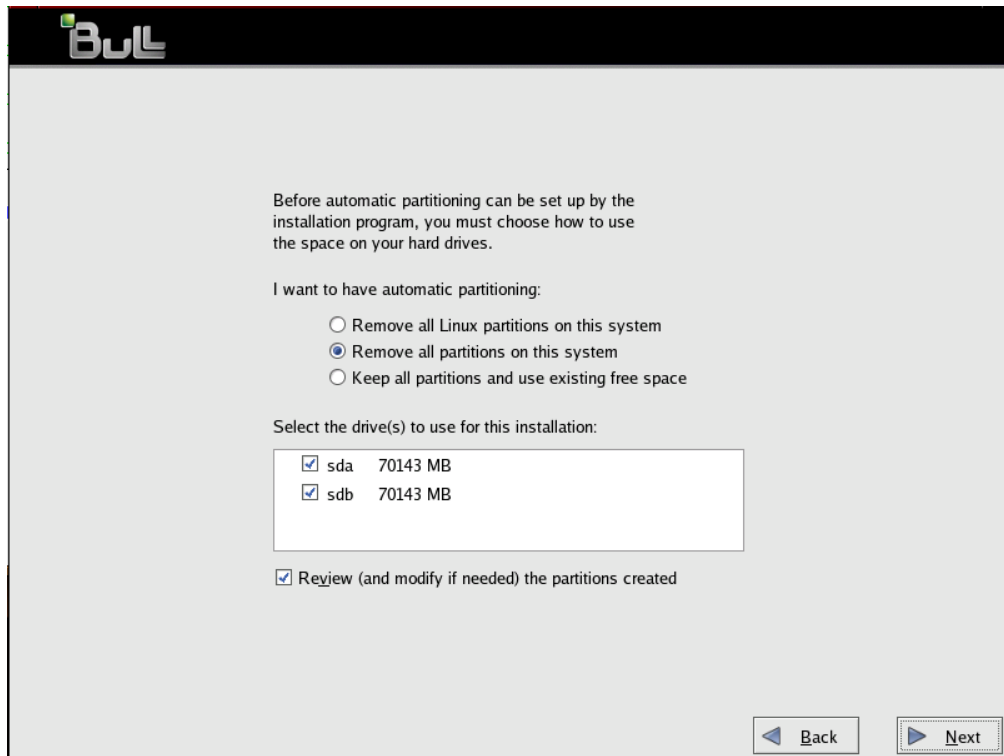 Bull
Before automatic partitioning can be set up by the
installation program, you must choose how to use
the space on your hard drives.
I want to have automatic partitioning:
Remove all Linux partitions on this system
Remove all partitions on this system
Keep all partitions and use existing free space
Select the drive(s) to use for this installation:
sda 70143 MB
sdb 70143 MB
Review (and modify if needed) the partitions created
Back Next